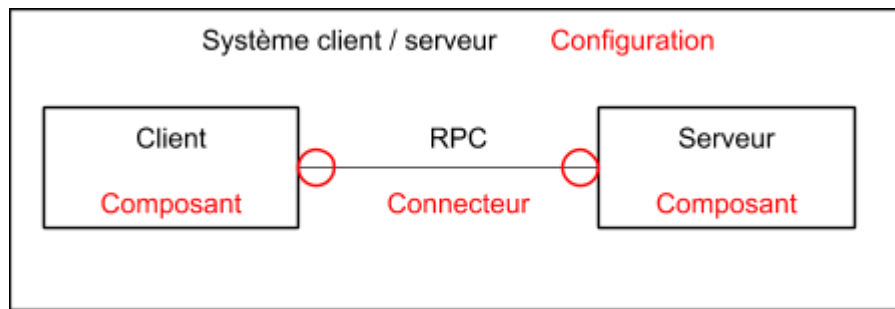 Système client / serveur Configuration
Client RPC Serveur
Composant Connecteur Composant